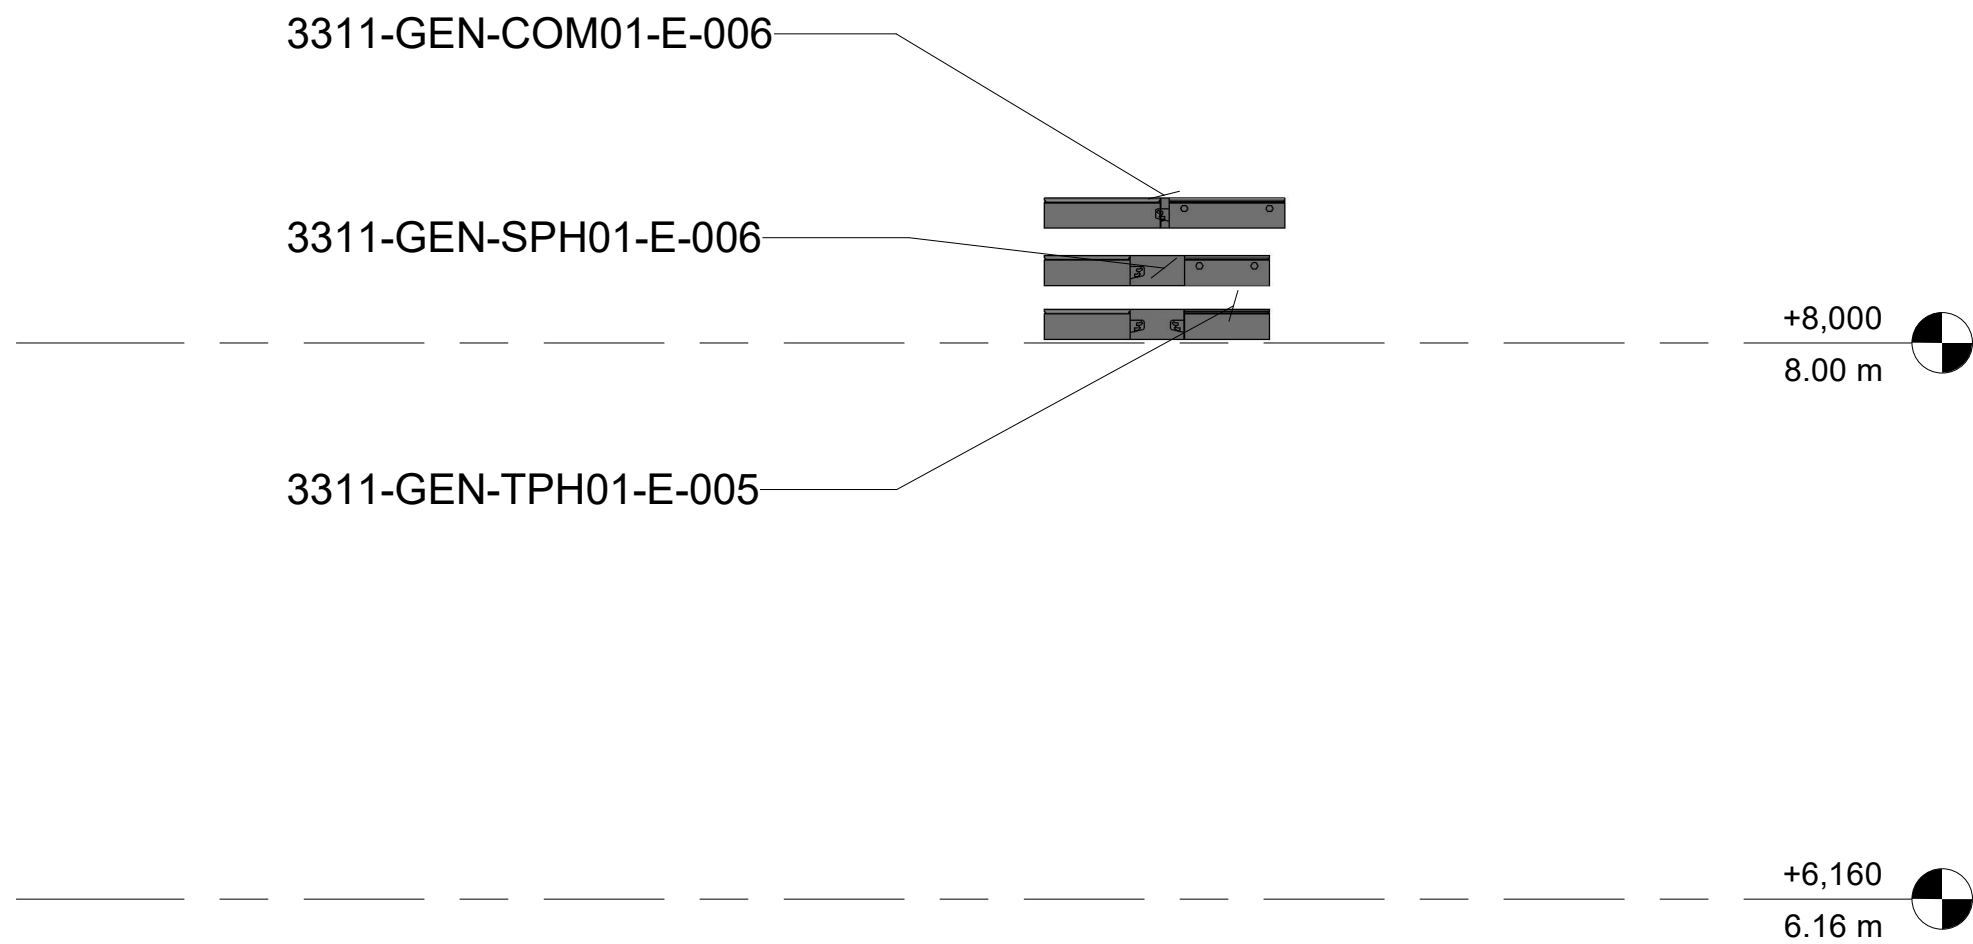 3311-GEN-COM01-E-006
3311-GEN-SPH01-E-006
+8,000
8.00 m
3311-GEN-TPH01-E-005
+6,160
6.16 m